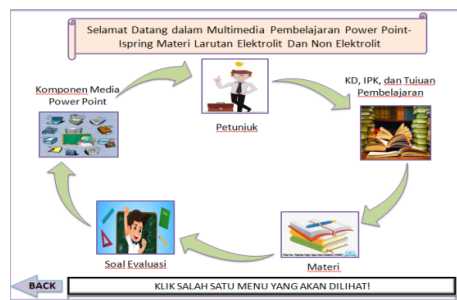 Selamat Datang dalam Multimedia Pembelajaran Power Point-
Ispring Materi Larutan Elektrolit Dan Non Elektrolit
Komponen Media
Power Point
Petunjuk
KD, IPK, dan Tujuan
Pembelajaran
Soal Evaluasi
Materi
BACK
KLIK SALAH SATU MENU YANG AKAN DILIHAT!